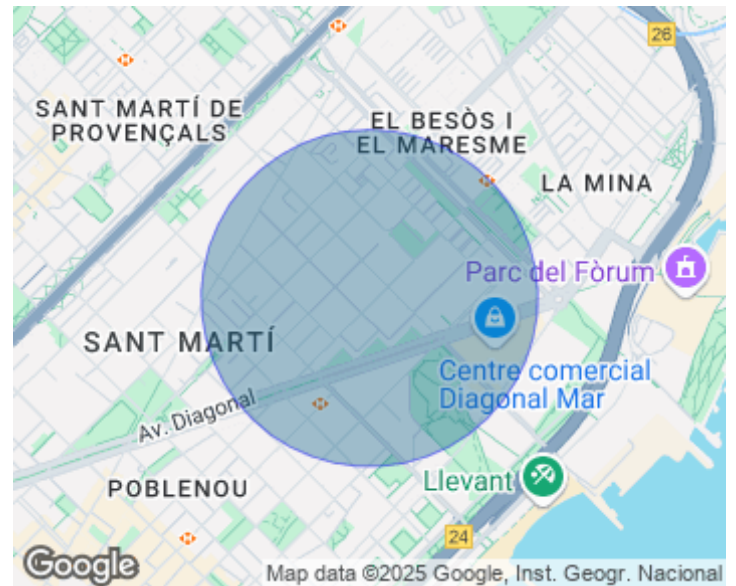 26
SANT MARTÍ DE
PROVENÇALS
EL BESÒS I
EL MARESME
LA MINA
Parc del Fòrum
SANT MARTÍ
Centre comercial
Diagonal Mar
Av. Diagonal
POBLENOU
Llevant
24
Google
Map data ©2025 Google, Inst. Geogr. Nacional